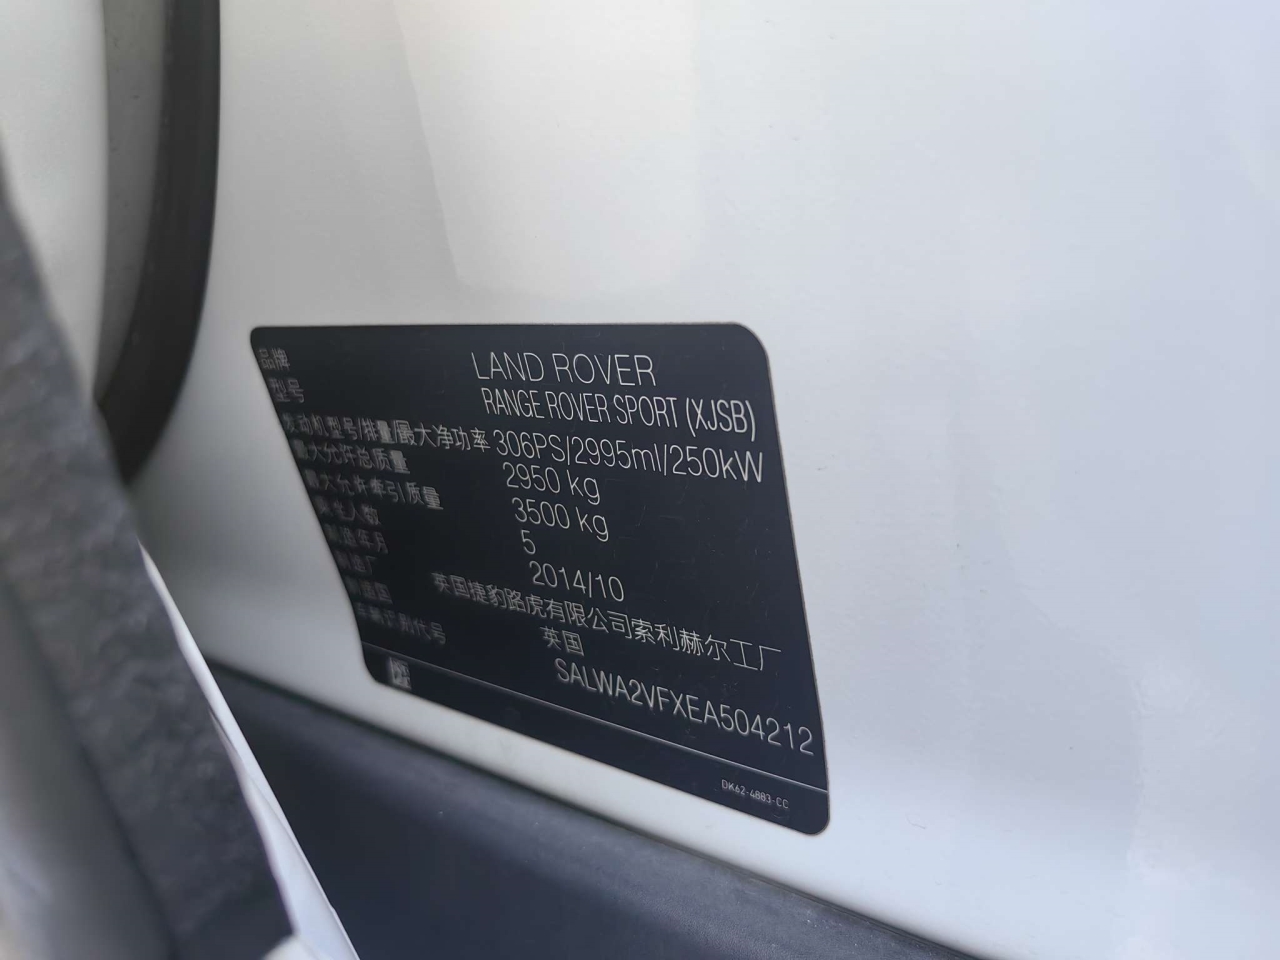 品牌 LAND ROVER
型号 RANGE ROVER SPORT (XJSB)
发动机型号/排量/最大净功率 306PS/2995ml/250kW
最大允许总质量 2950 kg
最大允许牵引质量 3500 kg
乘坐人数 5
制造年月 2014/10
制造厂 英国捷豹路虎有限公司索利赫尔工厂
制造国 英国
车辆识别代号 SALWA2VFXEA504212
DK62-4883-CC